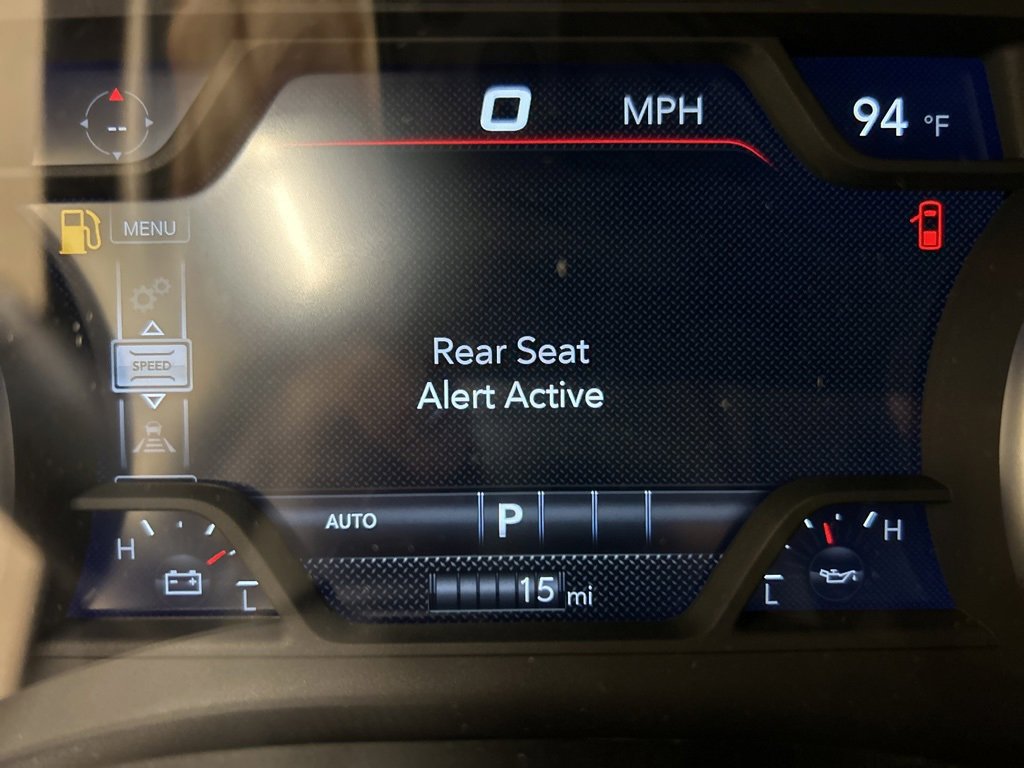 0 MPH 94 °F
--
MENU
SPEED
Rear Seat
Alert Active
AUTO P
H H
L L
15 mi